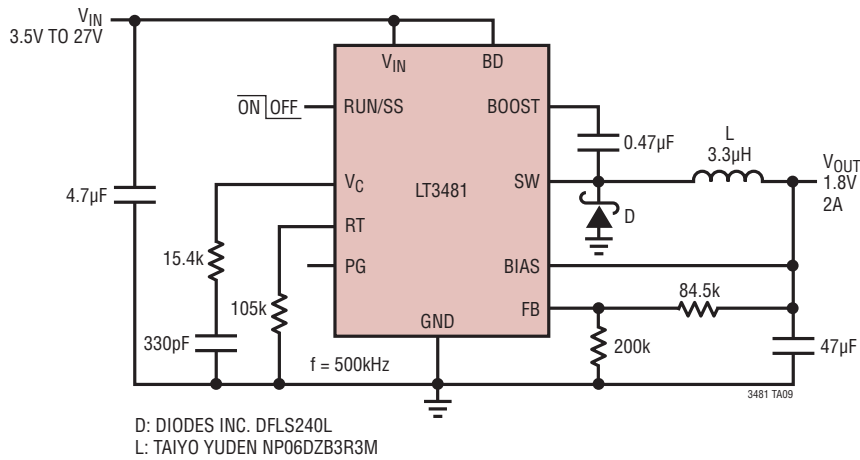 VIN
3.5V TO 27V
VIN
BD
ON OFF
RUN/SS
BOOST
0.47µF
L
3.3µH
VOUT
1.8V
2A
4.7µF
VC
LT3481
SW
D
15.4k
RT
PG
BIAS
105k
84.5k
FB
GND
330pF
f = 500kHz
200k
47µF
3481 TA09
D: DIODES INC. DFLS240L
L: TAIYO YUDEN NP06DZB3R3M